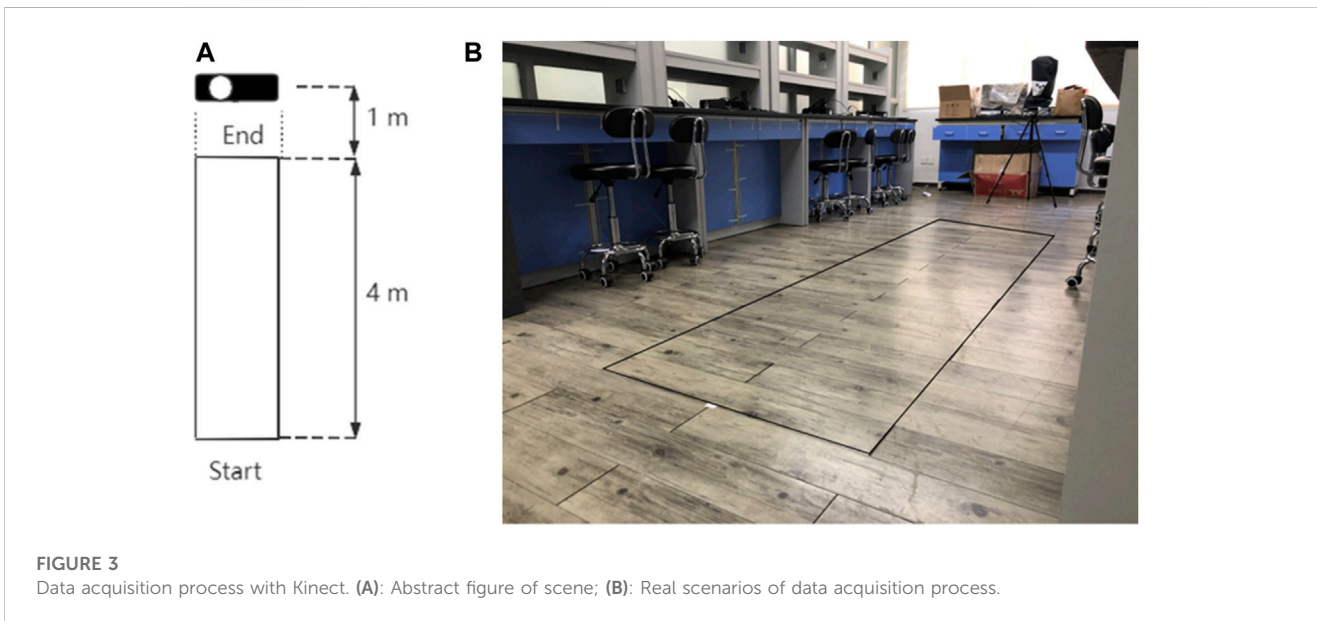 A
B
End
1 m
4 m
Start
FIGURE 3
Data acquisition process with Kinect. (A): Abstract figure of scene; (B): Real scenarios of data acquisition process.